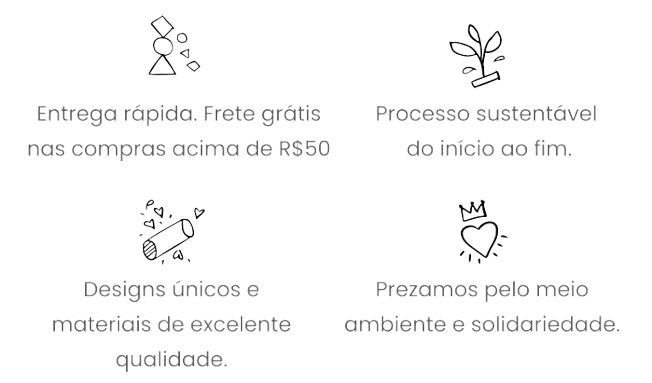 Entrega rápida. Frete grátis
nas compras acima de R$50
Processo sustentável
do início ao fim.
Designs únicos e
materiais de excelente
qualidade.
Prezamos pelo meio
ambiente e solidariedade.